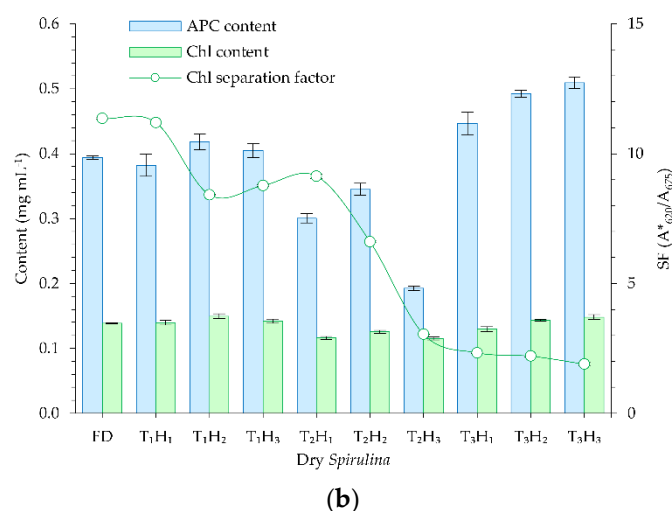 APC content
Chl content
Chl separation factor
0.6
0.5
0.4
0.3
0.2
0.1
0.0
Content (mg mL⁻¹)
15
10
5
0
SF (A*₆₂₀/A₆₇₅)
FD T₁H₁ T₁H₂ T₁H₃ T₂H₁ T₂H₂ T₂H₃ T₃H₁ T₃H₂ T₃H₃
Dry Spirulina
(b)